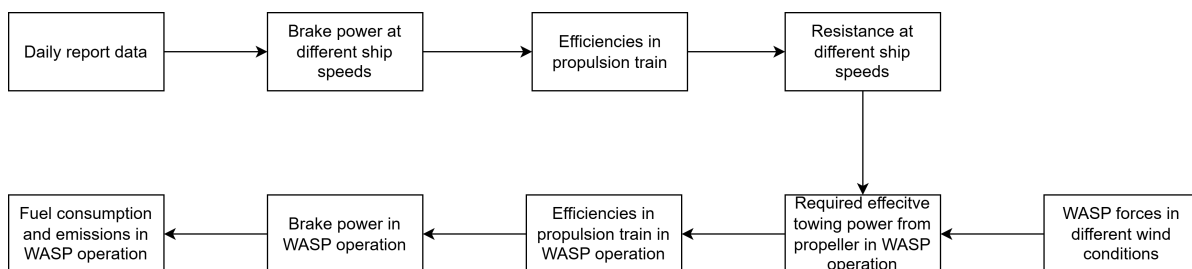 Daily report data
Brake power at
different ship
speeds
Efficiencies in
propulsion train
Resistance at
different ship
speeds
Fuel consumption
and emissions in
WASP operation
Brake power in
WASP operation
Efficiencies in
propulsion train in
WASP operation
Required effecitve
towing power from
propeller in WASP
operation
WASP forces in
different wind
conditions